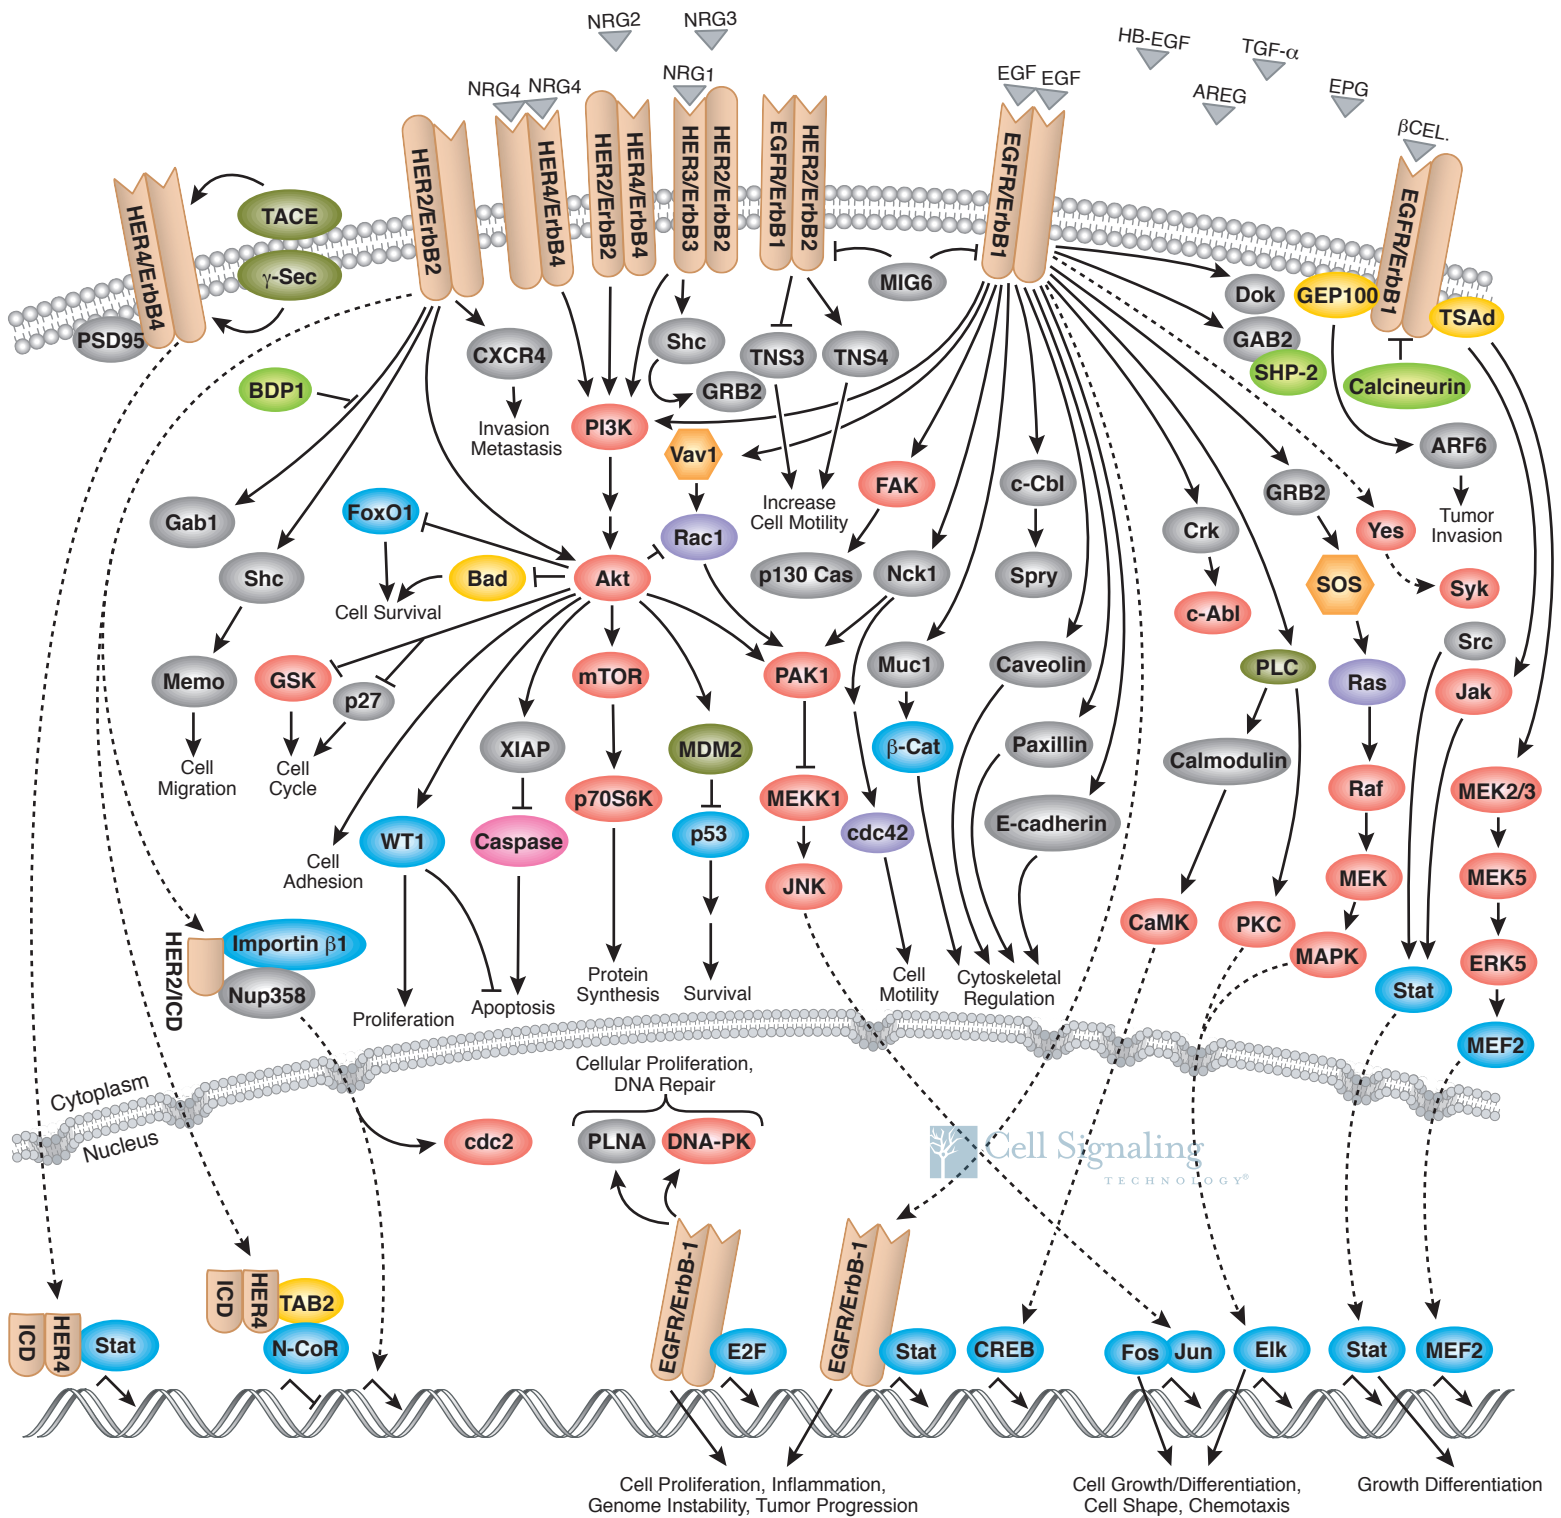 NRG2
NRG3
HB-EGF
TGF-α
NRG4
NRG4
NRG1
EGF
EGF
AREG
EPG
βCEL.
HER4/ErbB4
TACE
γ-Sec
PSD95
HER2/ErbB2
HER4/ErbB4
HER2/ErbB2
HER4/ErbB4
HER3/ErbB3
HER2/ErbB2
EGFR/ErbB1
HER2/ErbB2
MIG6
EGFR/ErbB1
EGFR/ErbB1
Dok
GEP100
TSAd
GAB2
SHP-2
Calcineurin
BDP1
CXCR4
Invasion
Metastasis
Shc
GRB2
TNS3
TNS4
PI3K
Vav1
Rac1
Increase
Cell Motility
FAK
p130 Cas
Nck1
c-Cbl
Spry
Crk
c-Abl
GRB2
SOS
Yes
Syk
ARF6
Tumor
Invasion
Gab1
FoxO1
Shc
Bad
Cell Survival
Akt
Memo
Cell
Migration
GSK
p27
Cell
Cycle
mTOR
PAK1
Muc1
Caveolin
PLC
Ras
Src
Jak
XIAP
MDM2
β-Cat
Paxillin
Calmodulin
Raf
MEK2/3
p70S6K
MEKK1
cdc42
E-cadherin
WT1
Caspase
p53
JNK
MEK
MEK5
Cell
Adhesion
CaMK
PKC
MAPK
ERK5
HER2/ICD
Importin β1
Nup358
Proliferation
Apoptosis
Protein
Synthesis
Survival
Cell
Motility
Cytoskeletal
Regulation
Stat
MEF2
Cytoplasm
Nucleus
cdc2
Cellular Proliferation,
DNA Repair
PLNA
DNA-PK
Cell Signaling
TECHNOLOGY®
ICD
HER4
Stat
ICD
HER4
TAB2
N-CoR
EGFR/ErbB-1
E2F
EGFR/ErbB-1
Stat
CREB
Fos
Jun
Elk
Stat
MEF2
Cell Proliferation, Inflammation,
Genome Instability, Tumor Progression
Cell Growth/Differentiation,
Cell Shape, Chemotaxis
Growth Differentiation